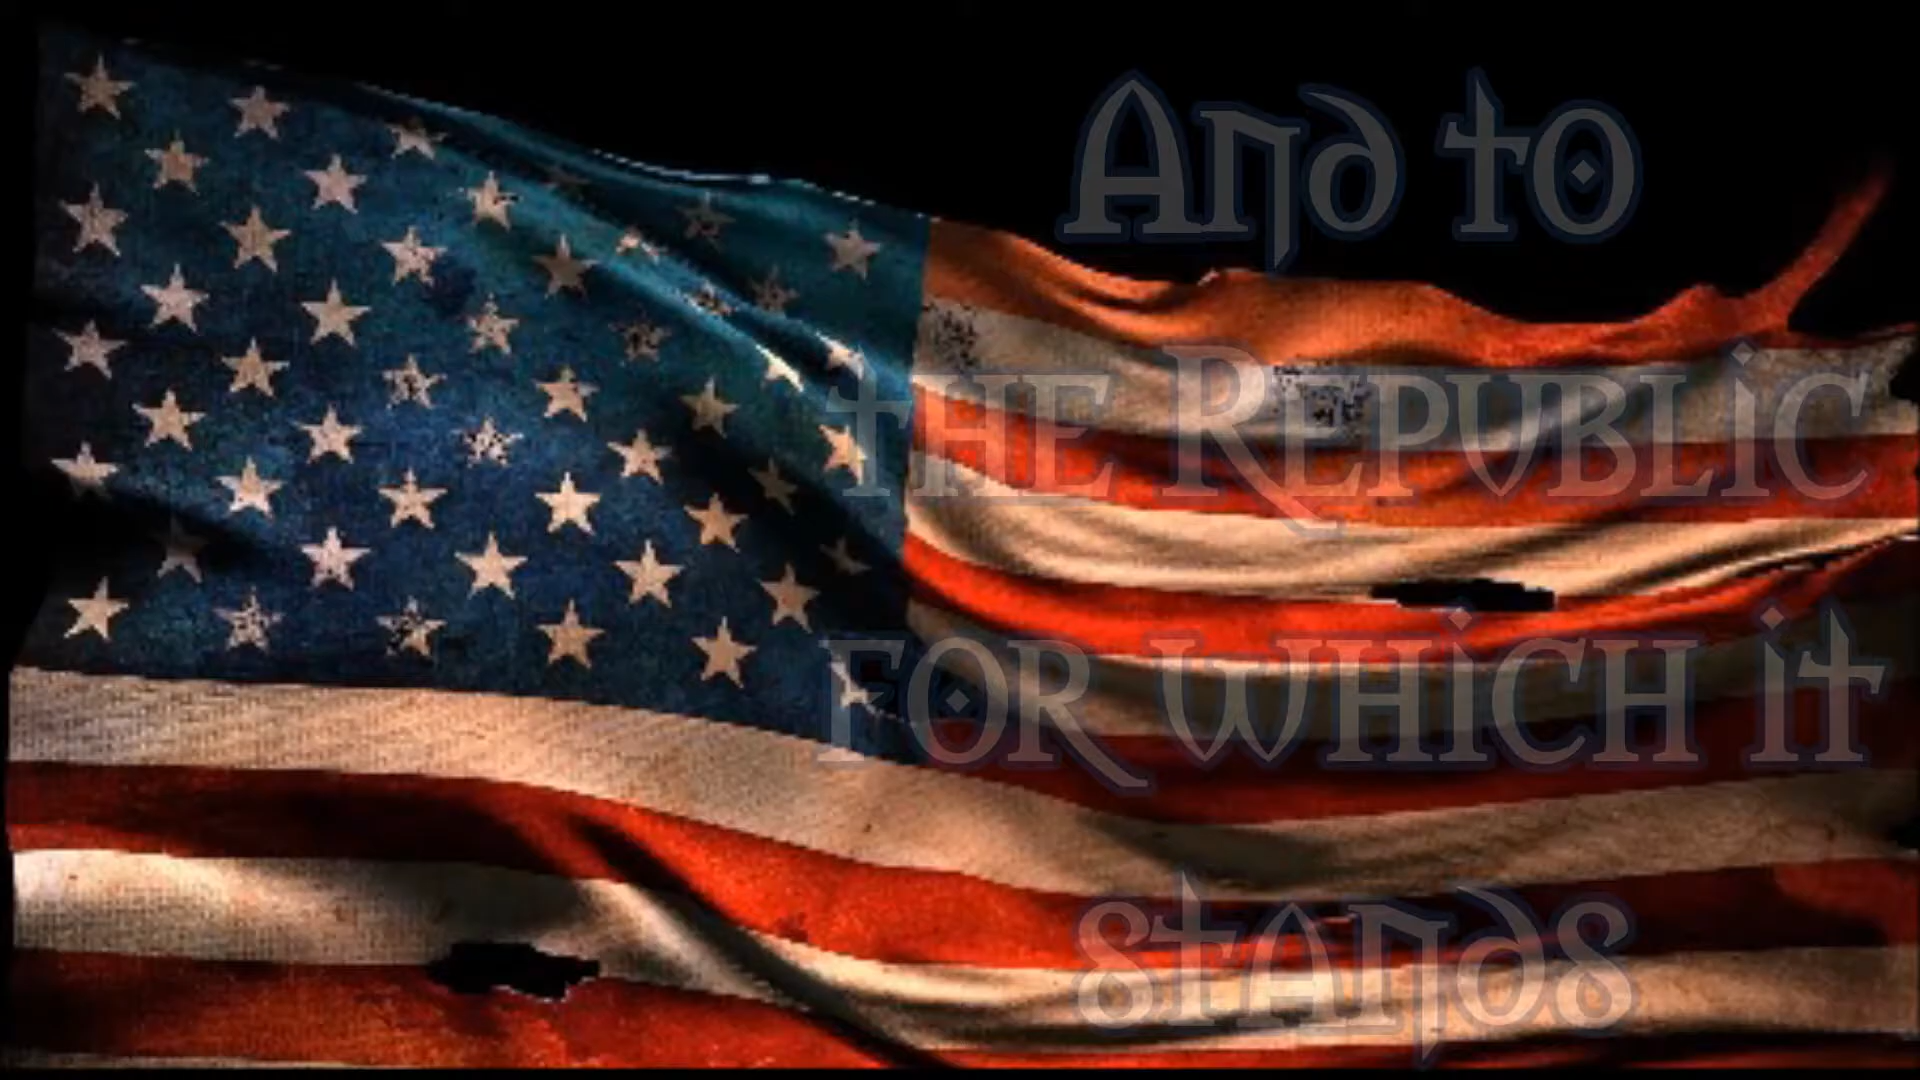 And to
the Republic
for which it
stands